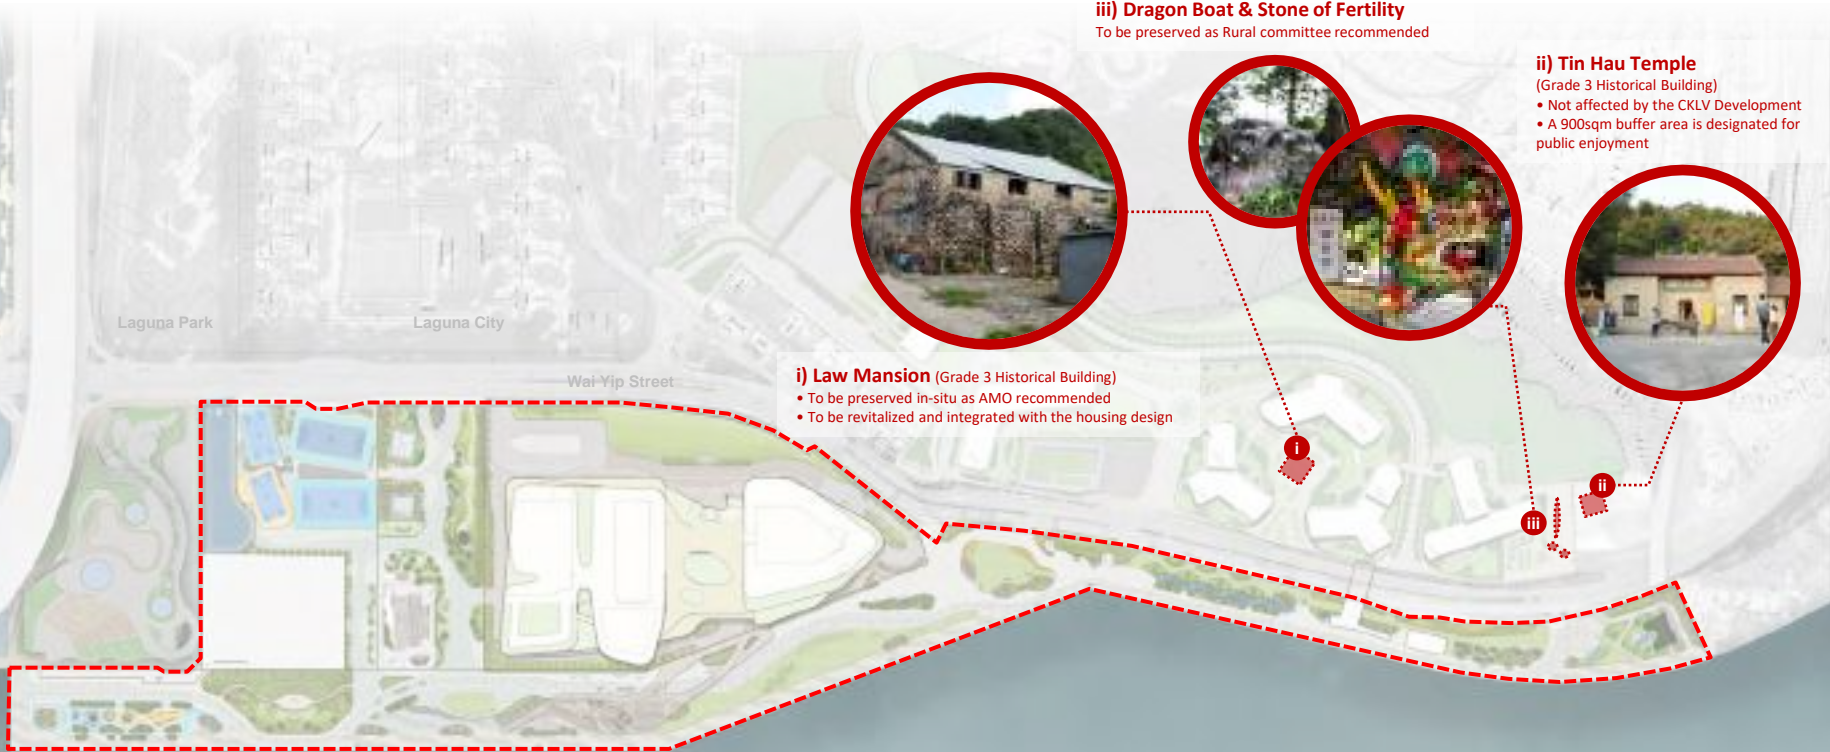 iii) Dragon Boat & Stone of Fertility
To be preserved as Rural committee recommended
ii) Tin Hau Temple
(Grade 3 Historical Building)
• Not affected by the CKLV Development
• A 900sqm buffer area is designated for
public enjoyment
Laguna Park
Laguna City
Wai Yip Street
i) Law Mansion (Grade 3 Historical Building)
• To be preserved in-situ as AMO recommended
• To be revitalized and integrated with the housing design
i
ii
iii